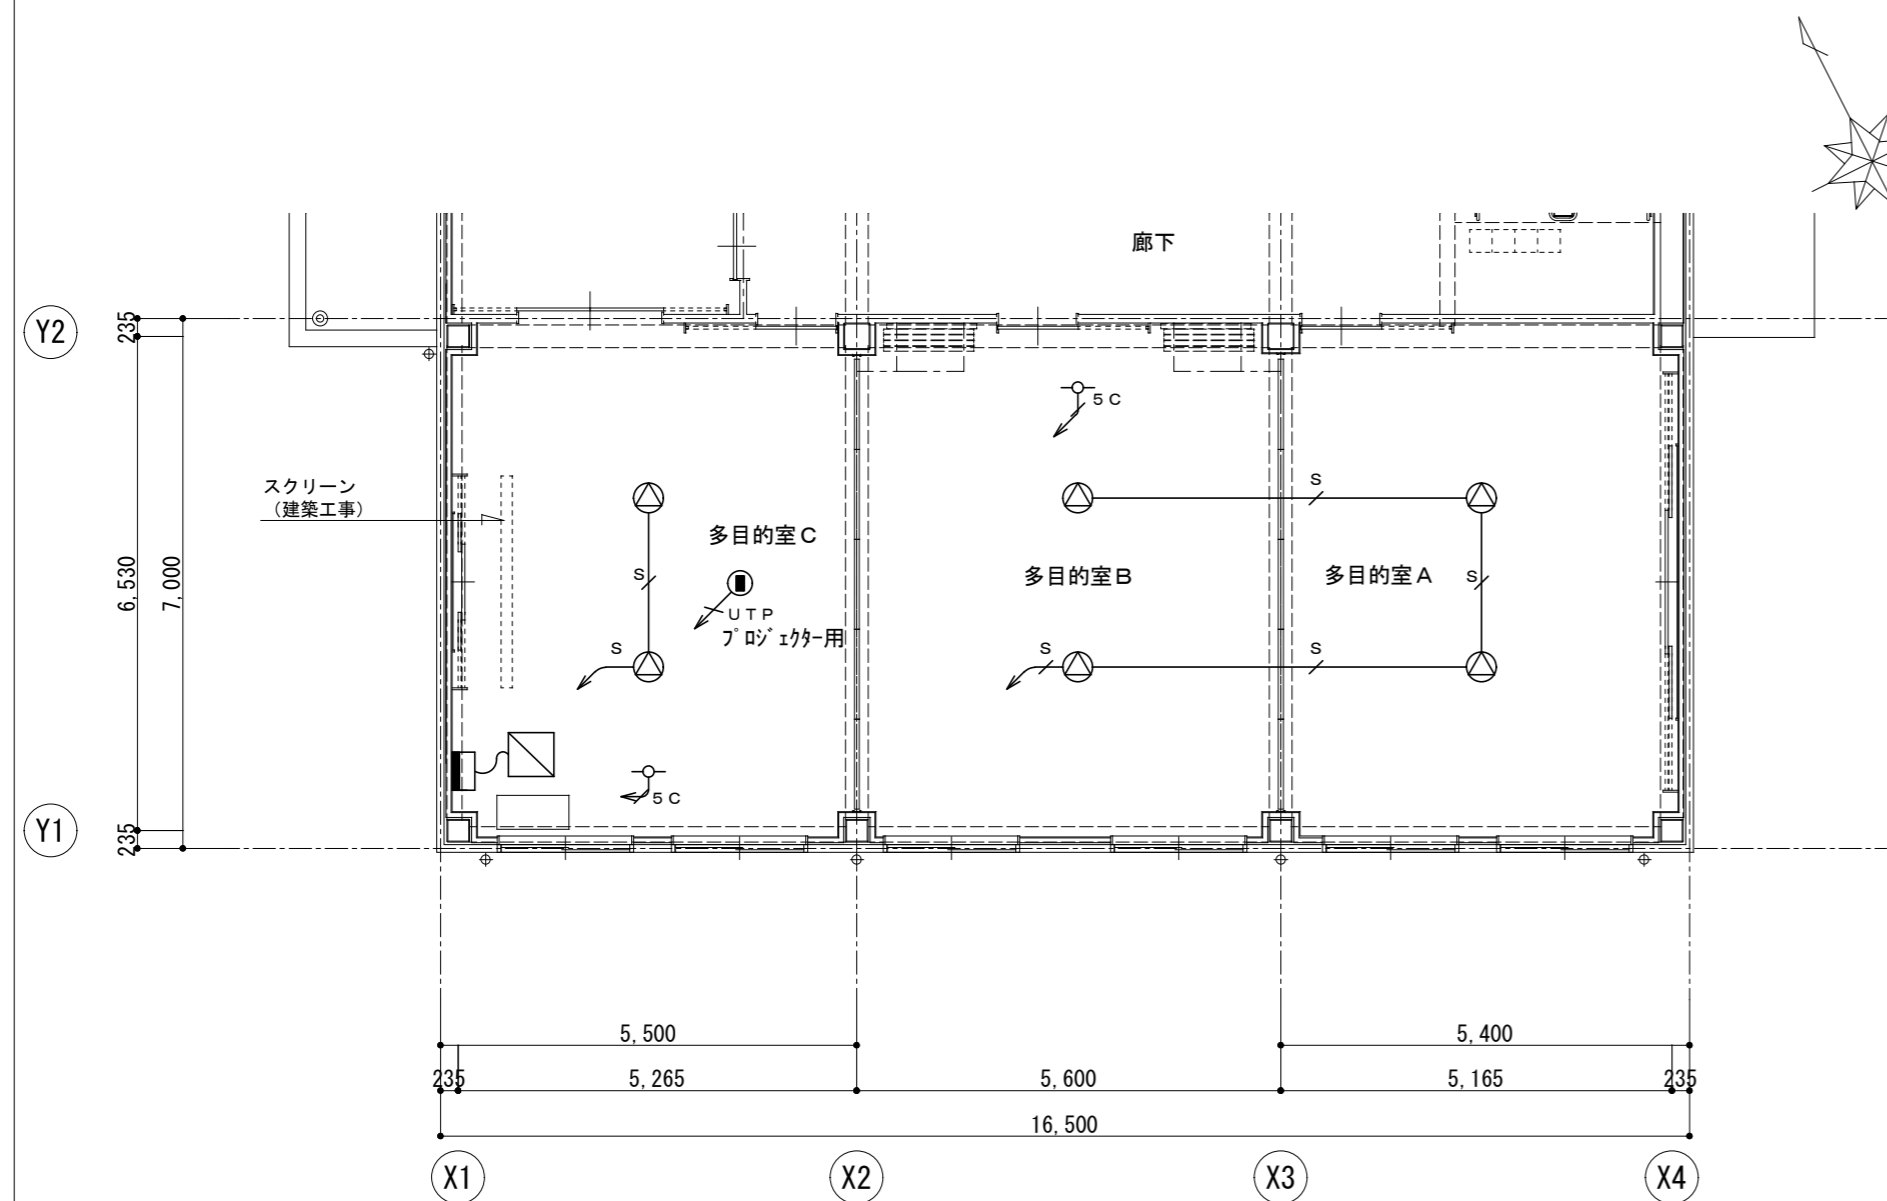 廊下
Y2
235
5C
スクリーン
(建築工事)
S
多目的室C
6,530
7,000
S
多目的室B
多目的室A
S
UTP
プロジェクター用
S
S
S
5C
Y1
235
5,500
5,400
235
5,265
5,600
5,165
235
16,500
X1
X2
X3
X4